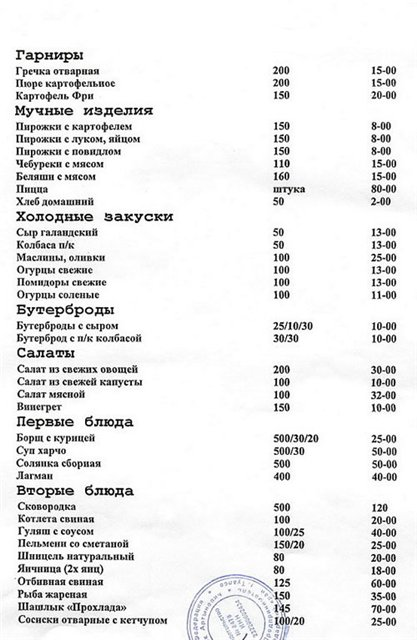 Гарниры
Гречка отварная 200 15-00
Пюре картофельное 200 15-00
Картофель Фри 150 20-00
Мучные изделия
Пирожки с картофелем 150 8-00
Пирожки с луком, яйцом 150 8-00
Пирожки с повидлом 150 8-00
Чебуреки с мясом 110 15-00
Беляши с мясом 160 15-00
Пицца штука 80-00
Хлеб домашний 50 2-00
Холодные закуски
Сыр галандский 50 13-00
Колбаса п/к 50 13-00
Маслины, оливки 100 25-00
Огурцы свежие 100 13-00
Помидоры свежие 100 13-00
Огурцы соленые 100 11-00
Бутерброды
Бутерброды с сыром 25/10/30 10-00
Бутерброд с п/к колбасой 30/30 10-00
Салаты
Салат из свежих овощей 200 30-00
Салат из свежей капусты 100 10-00
Салат мясной 100 32-00
Винегрет 150 10-00
Первые блюда
Борщ с курицей 500/30/20 25-00
Суп харчо 500/30 50-00
Солянка сборная 500 50-00
Лагман 400 40-00
Вторые блюда
Сковородка 500 120
Котлета свиная 100 20-00
Гуляш с соусом 100/25 40-00
Пельмени со сметаной 150/20 25-00
Шницель натуральный 80 20-00
Яичница (2х яиц) 80 18-00
Отбивная свиная 125 60-00
Рыба жареная 150 35-00
Шашлык «Прохлада» 145 70-00
Сосиски отварные с кетчупом 100/20 25-00